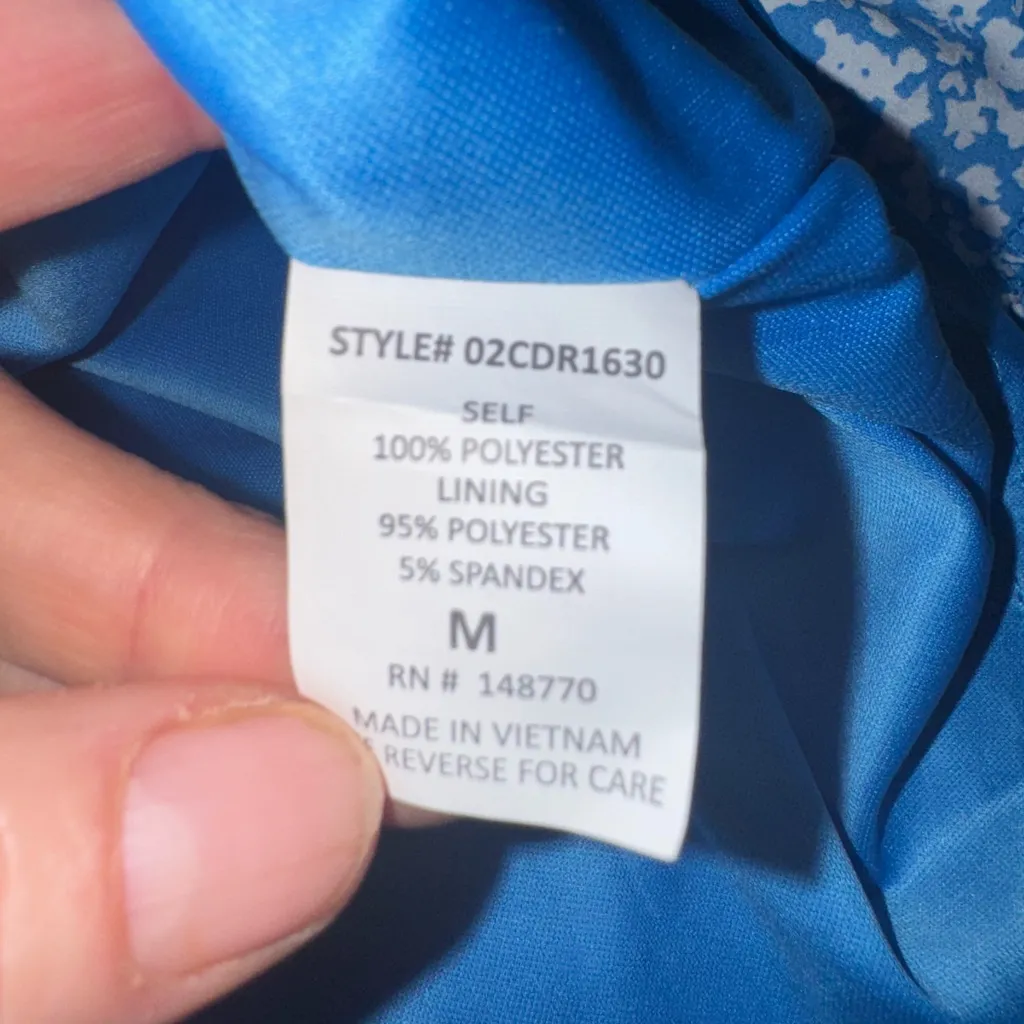 STYLE# 02CDR1630
SELF
100% POLYESTER
LINING
95% POLYESTER
5% SPANDEX
M
RN # 148770
MADE IN VIETNAM
REVERSE FOR CARE